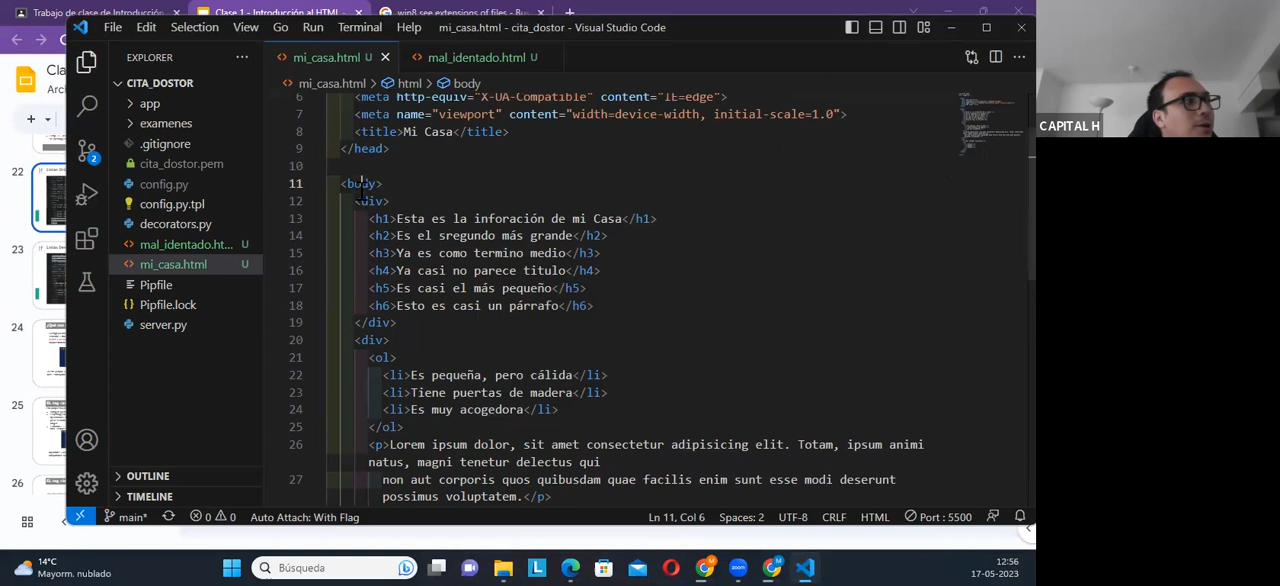 Trabajo de clase de Introducción × Clase 1 - Introducción al HTML × win8 see extensions of files - Bus × +
File Edit Selection View Go Run Terminal Help mi_casa.html - cita_dostor - Visual Studio Code
EXPLORER ··· <> mi_casa.html U × <> mal_identado.html U ···
CITA_DOSTOR
app
examenes
.gitignore
cita_dostor.pem
config.py
config.py.tpl
decorators.py
mal_identado.ht... U
mi_casa.html U
Pipfile
Pipfile.lock
server.py
OUTLINE
TIMELINE
mi_casa.html > html > body
6 <meta http-equiv="X-UA-Compatible" content="IE=edge">
7 <meta name="viewport" content="width=device-width, initial-scale=1.0">
8 <title>Mi Casa</title>
9 </head>
10
11 <body>
12 <div>
13 <h1>Esta es la inforación de mi Casa</h1>
14 <h2>Es el sregundo más grande</h2>
15 <h3>Ya es como termino medio</h3>
16 <h4>Ya casi no parece titulo</h4>
17 <h5>Es casi el más pequeño</h5>
18 <h6>Esto es casi un párrafo</h6>
19 </div>
20 <div>
21 <ol>
22 <li>Es pequeña, pero cálida</li>
23 <li>Tiene puertas de madera</li>
24 <li>Es muy acogedora</li>
25 </ol>
26 <p>Lorem ipsum dolor, sit amet consectetur adipisicing elit. Totam, ipsum animi
natus, magni tenetur delectus qui
27 non aut corporis quos quibusdam quae facilis enim sunt esse modi deserunt
possimus voluptatem.</p>
main* 0 0 Auto Attach: With Flag Ln 11, Col 6 Spaces: 2 UTF-8 CRLF HTML Port : 5500
CAPITAL H
Cla
22
23
24
25
26
2
14°C
Mayorm. nublado
Búsqueda
12:56
17-05-2023